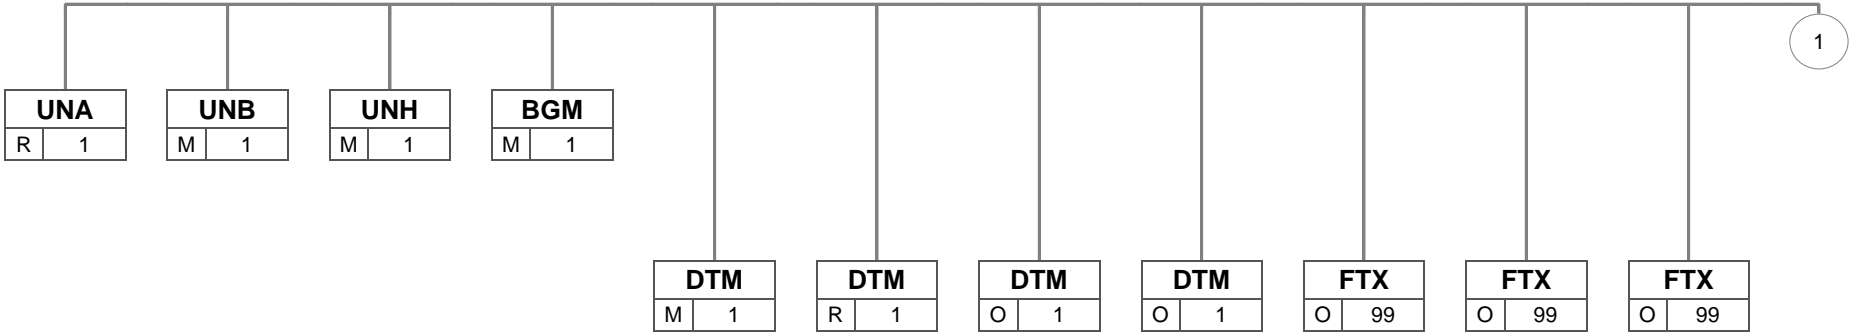 1
UNA UNB UNH BGM
R 1 M 1 M 1 M 1
DTM DTM DTM DTM FTX FTX FTX
M 1 R 1 O 1 O 1 O 99 O 99 O 99